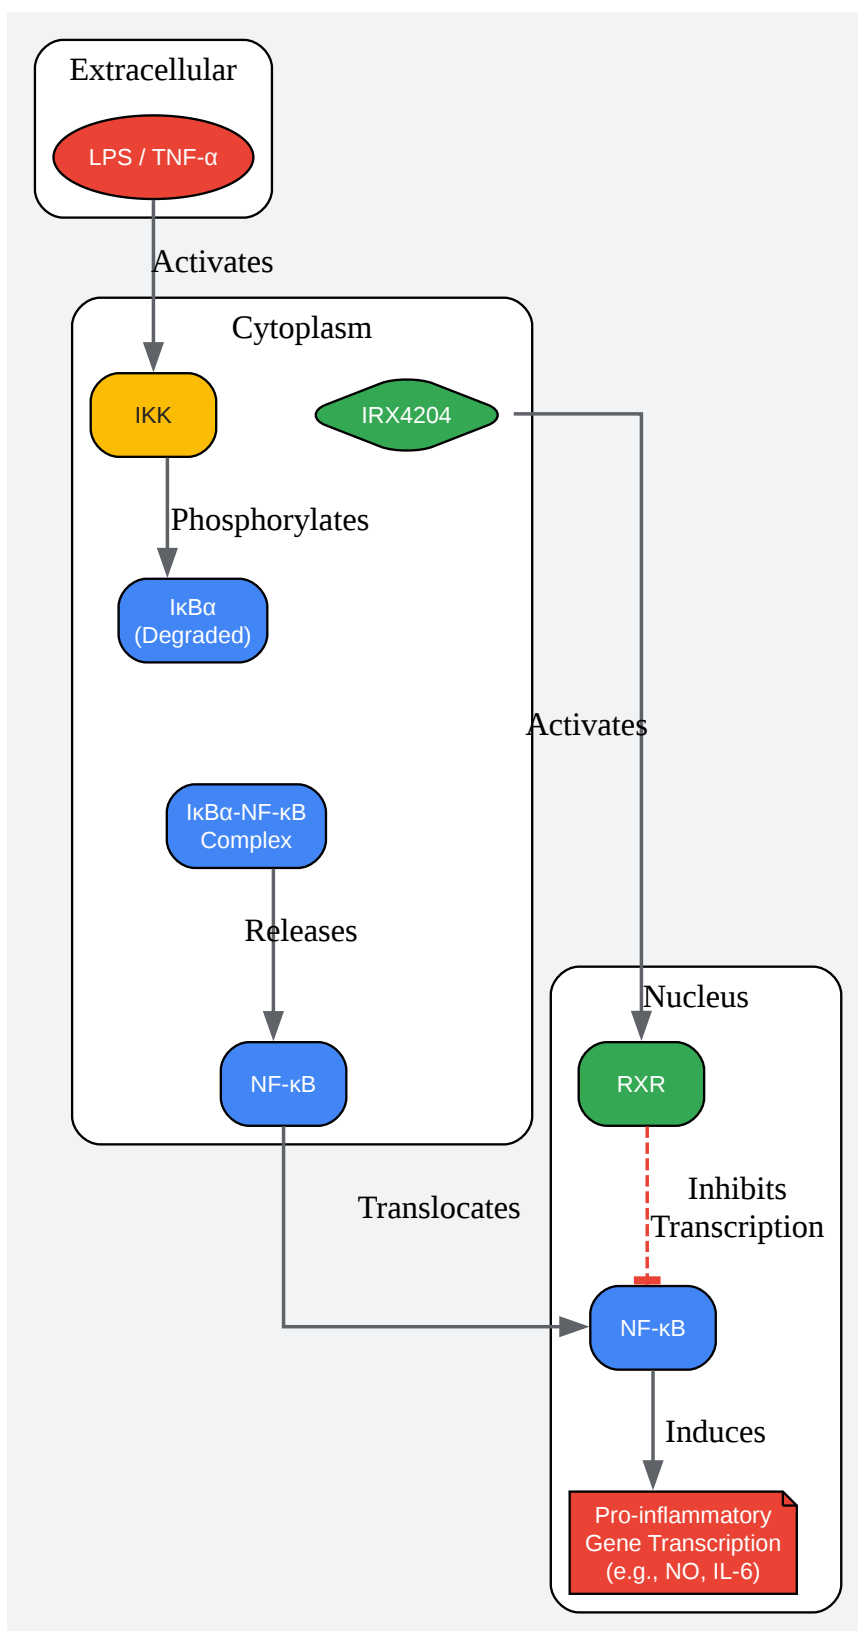 Extracellular
LPS / TNF-α
Activates
Cytoplasm
IKK
IRX4204
Phosphorylates
IκBα
(Degraded)
Activates
IκBα-NF-κB
Complex
Releases
Nucleus
NF-κB
RXR
Inhibits
Transcription
Translocates
NF-κB
Induces
Pro-inflammatory
Gene Transcription
(e.g., NO, IL-6)